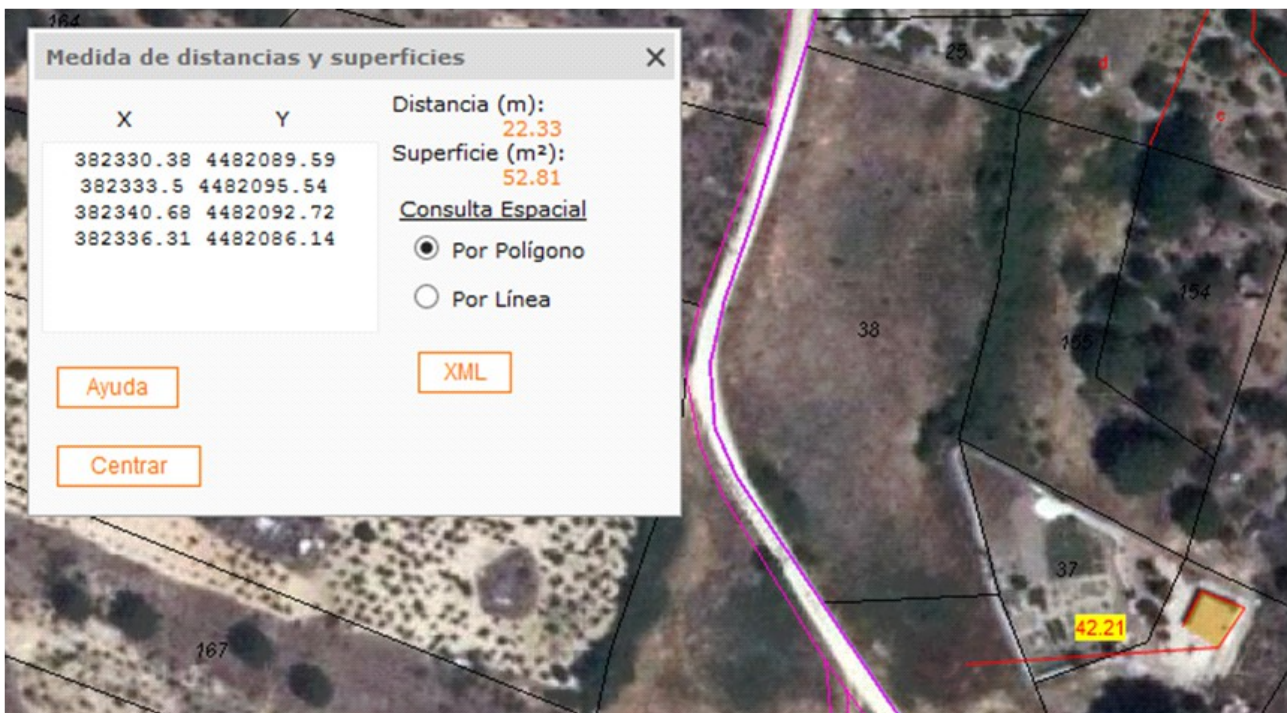 164
Medida de distancias y superficies
X Y
382330.38 4482089.59
382333.5 4482095.54
382340.68 4482092.72
382336.31 4482086.14
Distancia (m):
22.33
Superficie (m²):
52.81
Consulta Espacial
Por Polígono
Por Línea
XML
Ayuda
Centrar
25
d
e
154
155
38
37
42.21
167